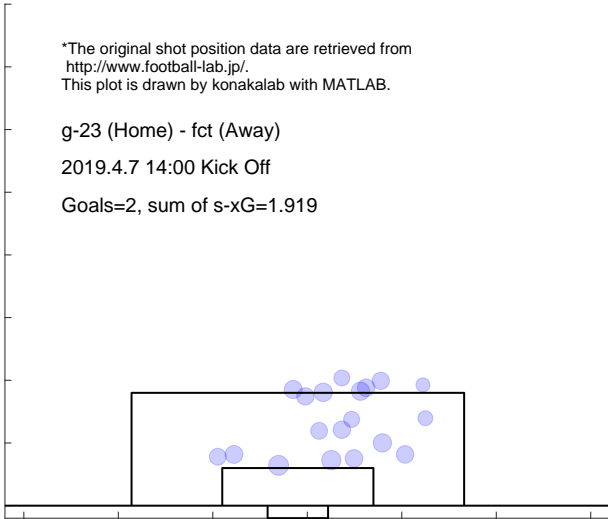 *The original shot position data are retrieved from
http://www.football-lab.jp/.
This plot is drawn by konakalab with MATLAB.
g-23 (Home) - fct (Away)
2019.4.7 14:00 Kick Off
Goals=2, sum of s-xG=1.919